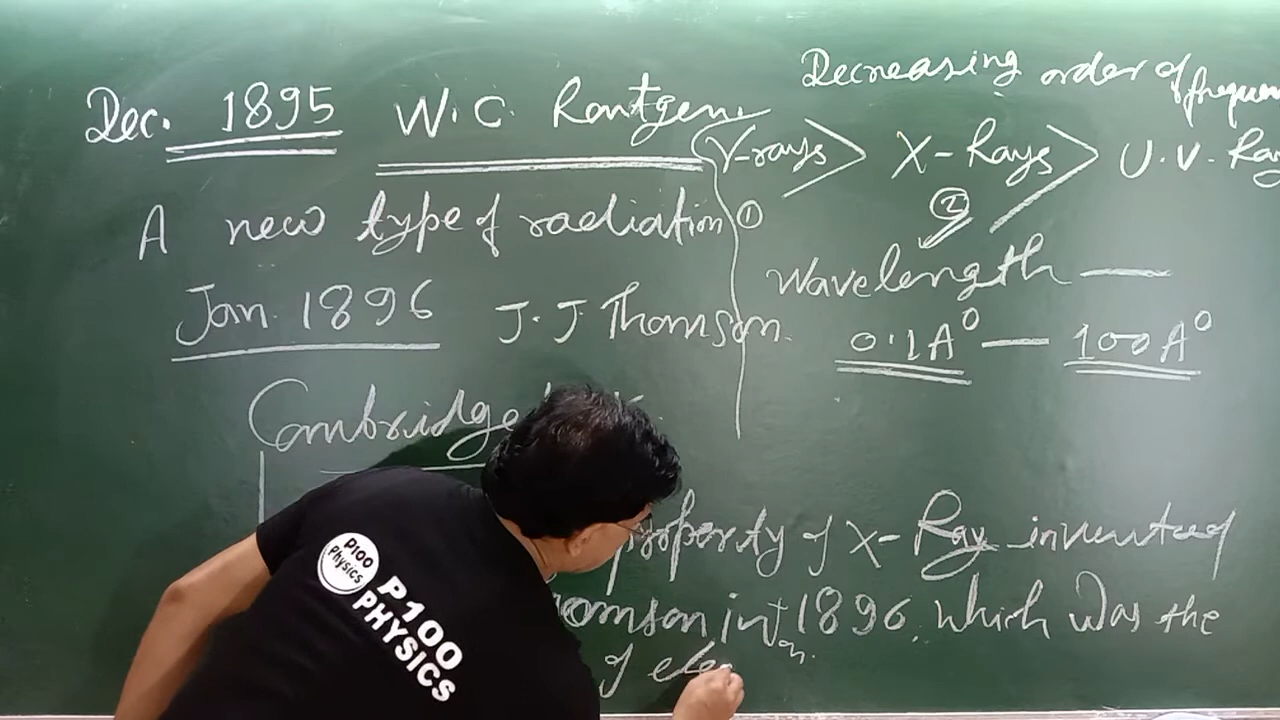 Dec. 1895 W.C. Rontgen
A new type of radiation
Jan. 1896 J.J Thomson.
Cambridge
Decreasing order of
γ-rays > X-Rays > U.V.
① ②
Wavelength —
0.1A° — 100A°
property of X-Ray invented
in 1896, which was the
of
P100 PHYSICS
P100
PHYSICS